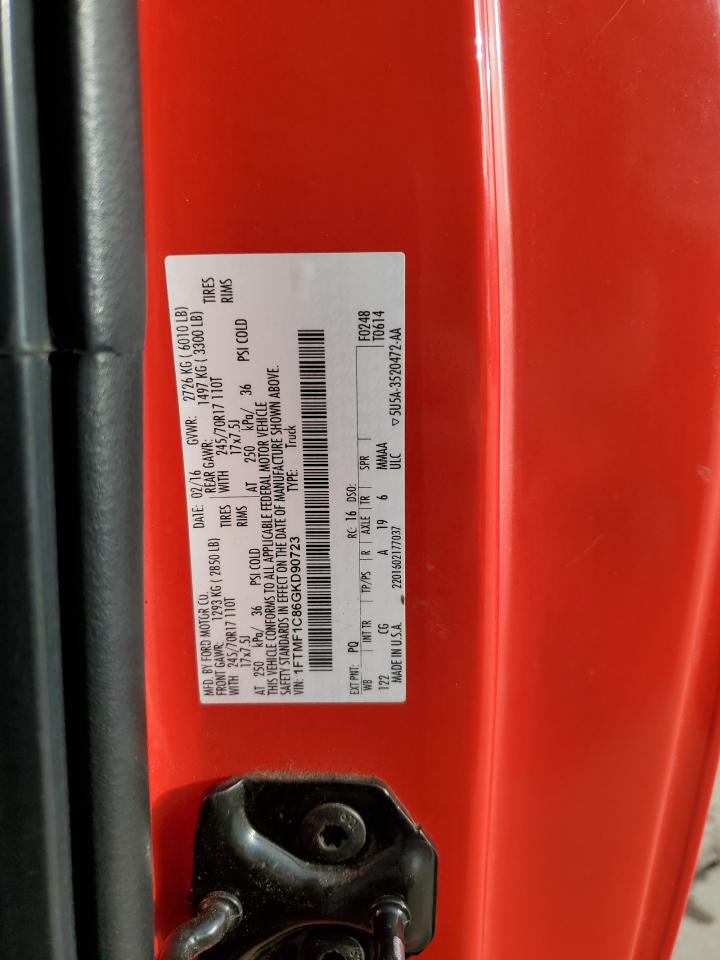 MFD. BY FORD MOTOR CO. DATE: 02/16 GVWR: 2726 KG ( 6010 LB)
FRONT GAWR: 1293 KG ( 2850 LB) REAR GAWR: 1497 KG ( 3300 LB)
WITH 245/70R17 110T TIRES WITH 245/70R17 110T TIRES
17x7.5J RIMS 17x7.5J RIMS
AT 250 kPa/ 36 PSI COLD AT 250 kPa/ 36 PSI COLD
THIS VEHICLE CONFORMS TO ALL APPLICABLE FEDERAL MOTOR VEHICLE
SAFETY STANDARDS IN EFFECT ON THE DATE OF MANUFACTURE SHOWN ABOVE.
VIN: 1FTMF1C86GKD90723 TYPE: Truck
EXT PNT: PQ RC: 16 DSO: F0248
WB INT TR TP/PS R AXLE TR SPR T0614
122 CG A 19 6 MMAA
MADE IN U.S.A. 2201602177037 ULC ▽5U5A-3520472-AA